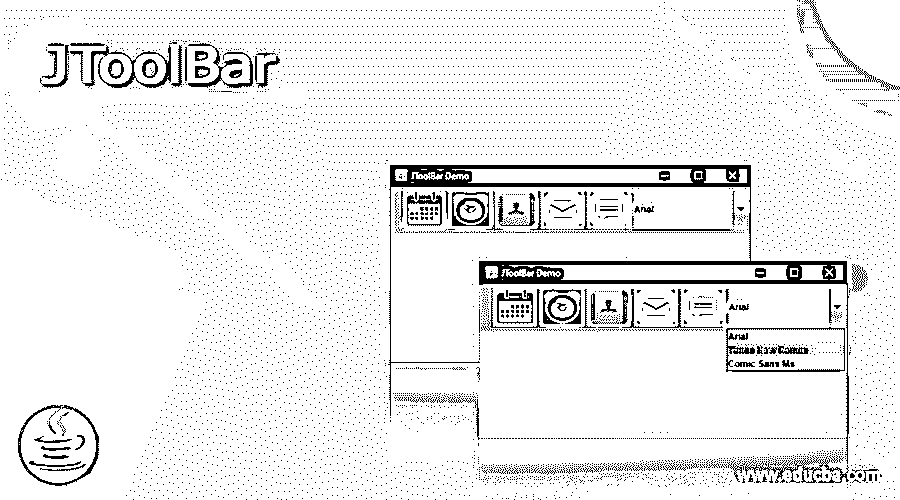 JToolBar
JToolBar Demo
Arial
JToolBar Demo
Arial
Arial
Times New Roman
Comic Sans Ms
www.educba.com